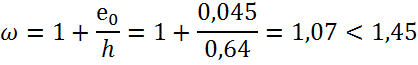 ω = 1 + e₀/h = 1 + 0,045/0,64 = 1,07 < 1,45